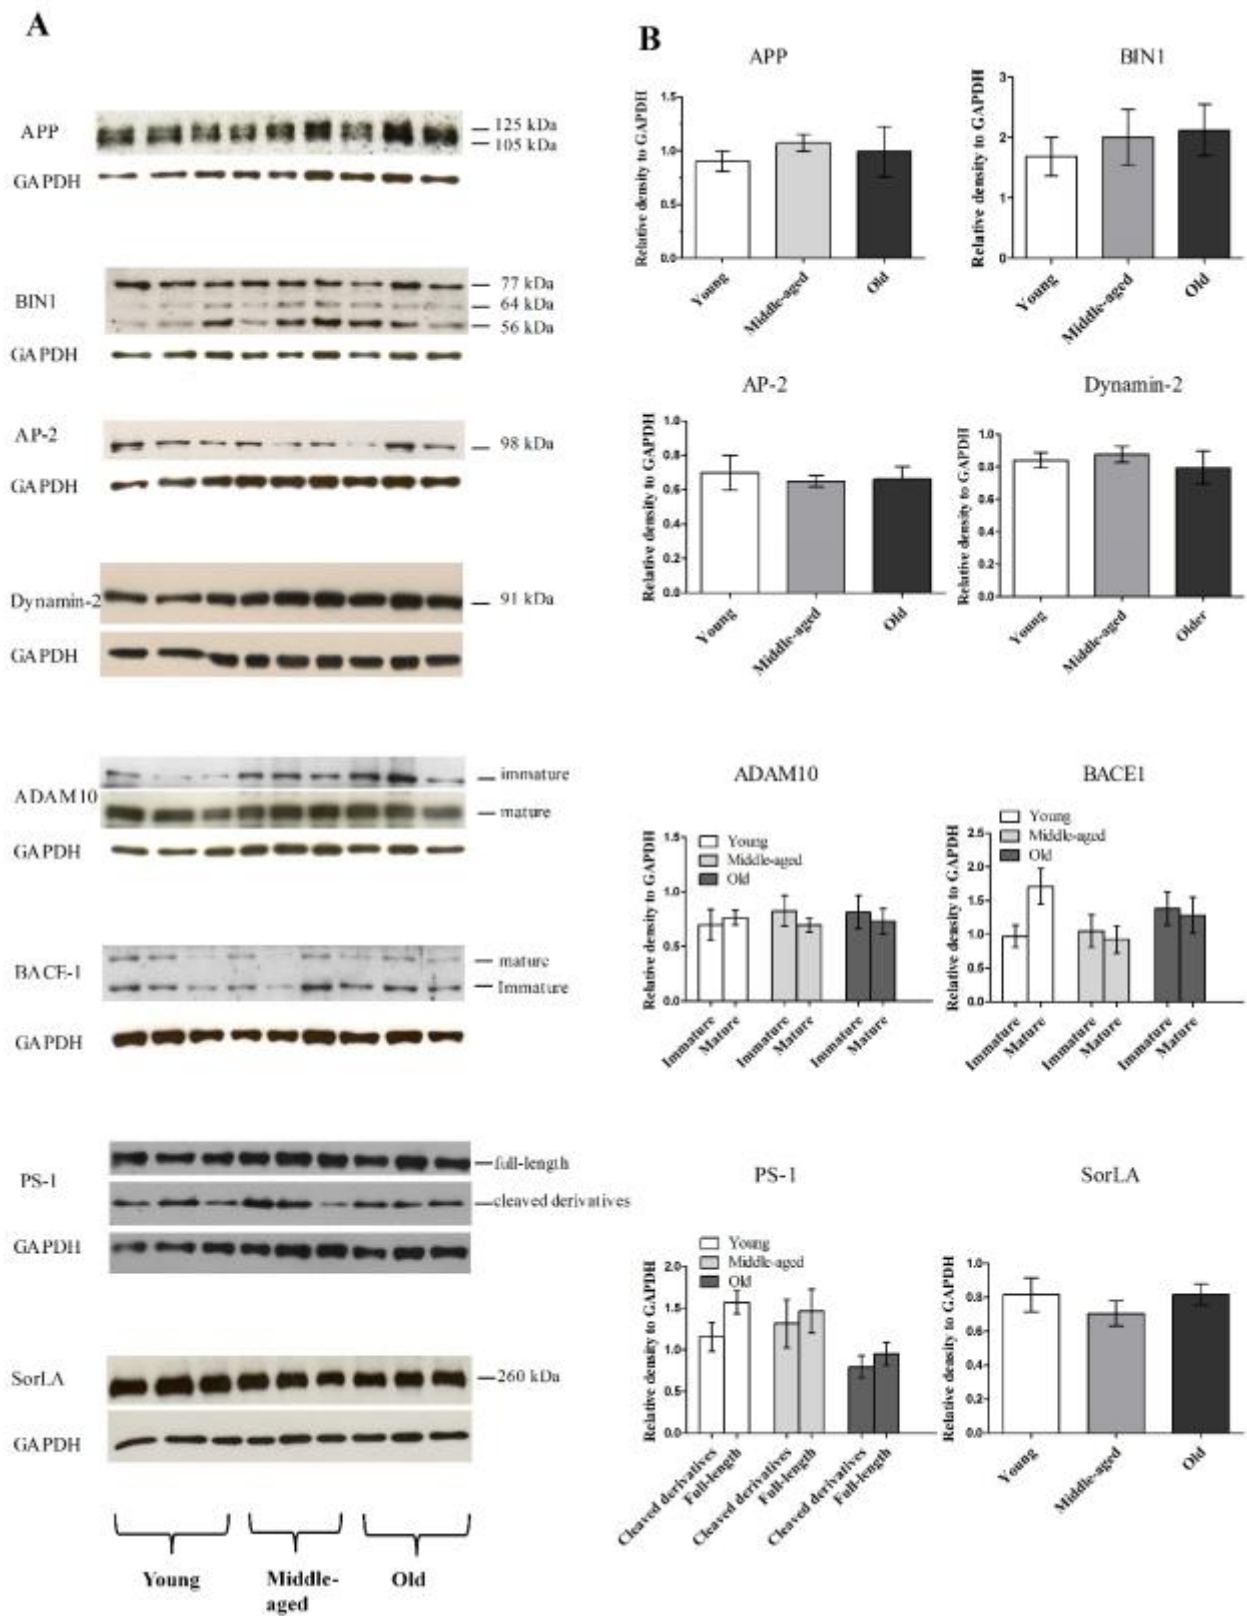 A
APP
125 kDa
105 kDa
GAPDH
BIN1
77 kDa
64 kDa
56 kDa
GAPDH
AP-2
98 kDa
GAPDH
Dynamin-2
91 kDa
GAPDH
ADAM10
immature
mature
GAPDH
BACE-1
mature
Immature
GAPDH
PS-1
full-length
cleaved derivatives
GAPDH
SorLA
260 kDa
GAPDH
Young
Middle-
aged
Old
B
APP
Relative density to GAPDH
1.5
1.0
0.5
0.0
Young
Middle-aged
Old
BIN1
Relative density to GAPDH
3
2
1
0
Young
Middle-aged
Old
AP-2
Relative density to GAPDH
1.0
0.8
0.6
0.4
0.2
0.0
Young
Middle-aged
Old
Dynamin-2
Relative density to GAPDH
1.0
0.8
0.6
0.4
0.2
0.0
Young
Middle-aged
Older
ADAM10
Young
Middle-aged
Old
Relative density to GAPDH
1.5
1.0
0.5
0.0
Immature
Mature
Immature
Mature
Immature
Mature
BACE1
Young
Middle-aged
Old
Relative density to GAPDH
2.5
2.0
1.5
1.0
0.5
0.0
Immature
Mature
Immature
Mature
Immature
Mature
PS-1
Young
Middle-aged
Old
Relative density to GAPDH
2.0
1.5
1.0
0.5
0.0
Cleaved derivatives
Full-length
Cleaved derivatives
Full-length
Cleaved derivatives
Full-length
SorLA
Relative density to GAPDH
1.0
0.8
0.6
0.4
0.2
0.0
Young
Middle-aged
Old